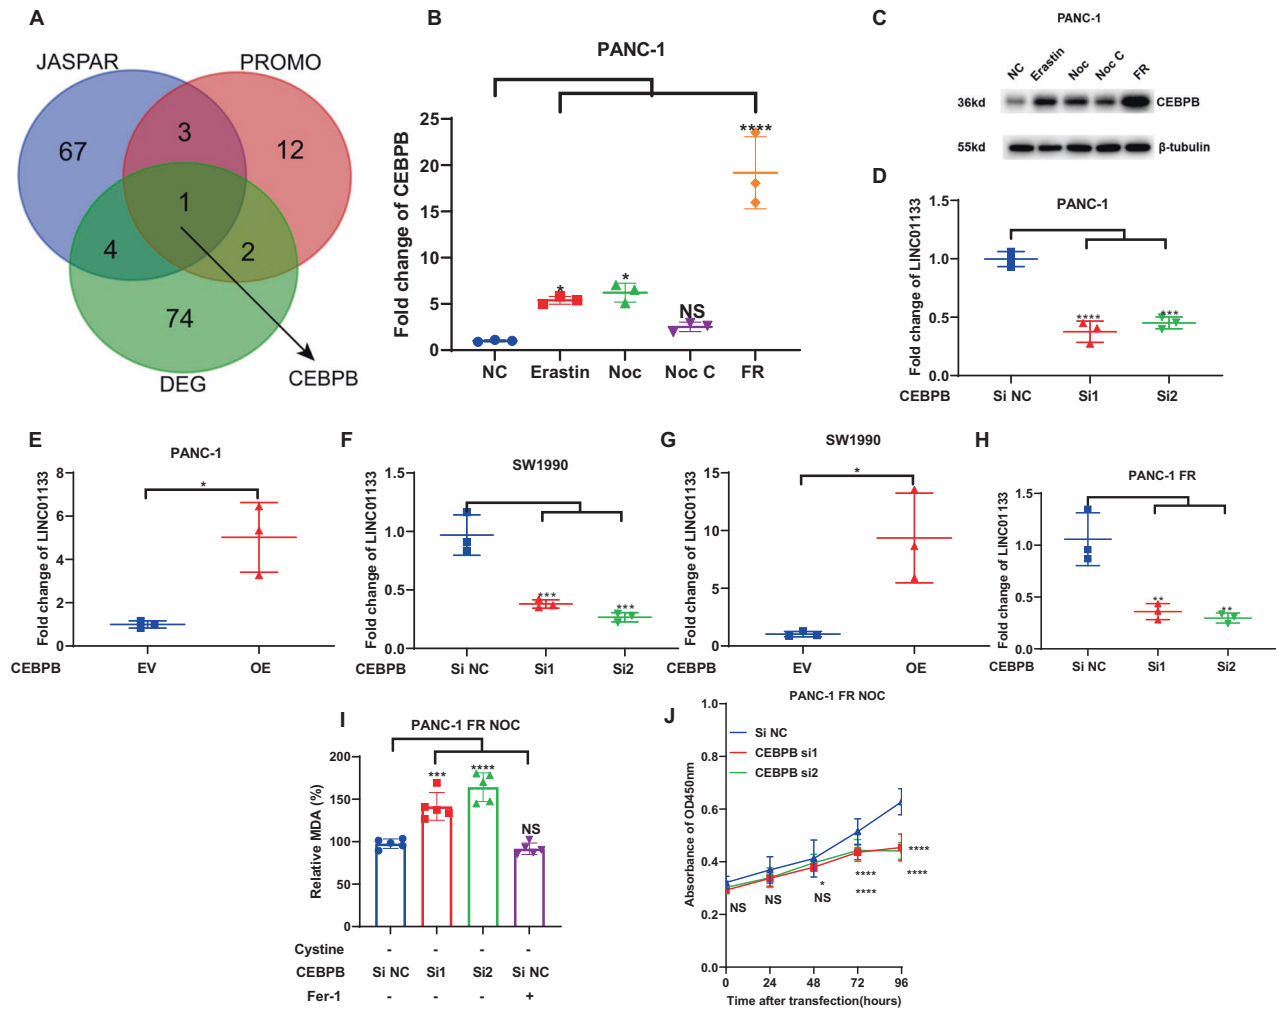 A
JASPAR
PROMO
67
3
12
1
4
2
74
DEG
CEBPB
B
PANC-1
Fold change of CEBPB
25
20
15
10
5
0
****
*
*
NS
NC Erastin Noc Noc C FR
C
PANC-1
NC Erastin Noc Noc C FR
36kd CEBPB
55kd β-tubulin
D
PANC-1
Fold change of LINC01133
1.5
1.0
0.5
0.0
**** ***
CEBPB Si NC Si1 Si2
E
PANC-1
Fold change of LINC01133
8
6
4
2
0
*
CEBPB EV OE
F
SW1990
Fold change of LINC01133
1.5
1.0
0.5
0.0
*** ***
CEBPB Si NC Si1 Si2
G
SW1990
Fold change of LINC01133
15
10
5
0
*
CEBPB EV OE
H
PANC-1 FR
Fold change of LINC01133
1.5
1.0
0.5
0.0
** **
CEBPB Si NC Si1 Si2
I
PANC-1 FR NOC
Relative MDA (%)
200
150
100
50
0
*** **** NS
Cystine - - - -
CEBPB Si NC Si1 Si2 Si NC
Fer-1 - - - +
J
PANC-1 FR NOC
Absorbance of OD450nm
1.0
0.8
0.6
0.4
0.2
0.0
Si NC
CEBPB si1
CEBPB si2
NS NS * NS **** **** **** ****
0 24 48 72 96
Time after transfection(hours)